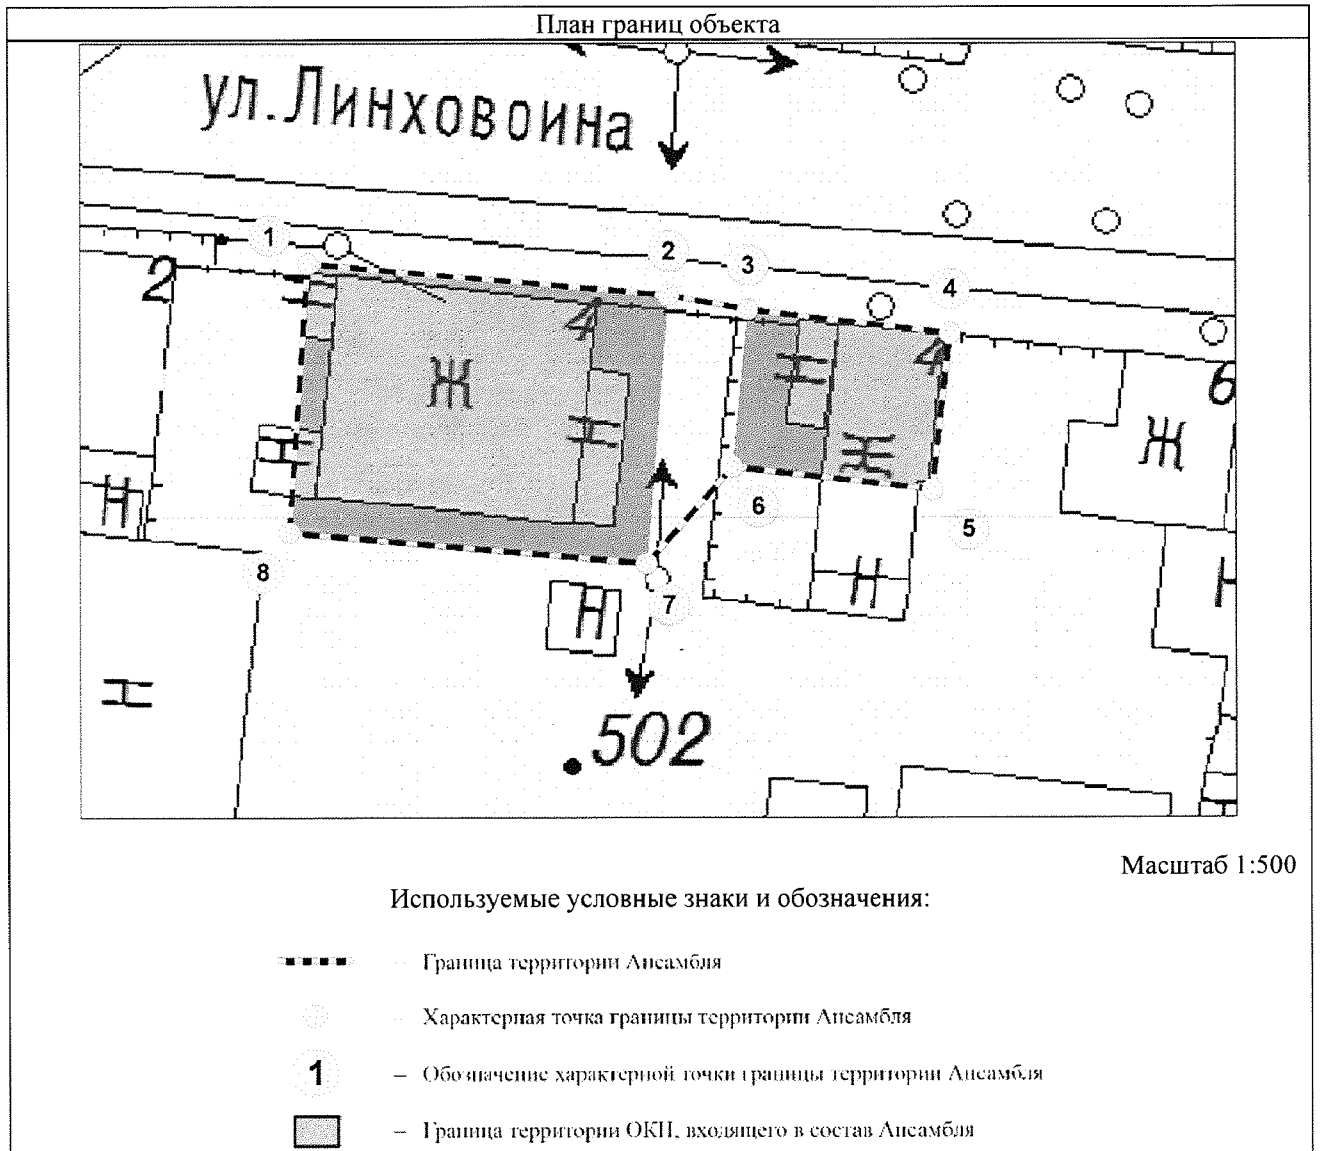 План границ объекта
ул.Линховоина
1
2
3
4
2
4
4
6
Ж
Н
Н
Ж
Ж
Н
Н
6
5
8
7
Н
Н
Н
Н
.502
Масштаб 1:500
Используемые условные знаки и обозначения:
– Граница территории Ансамбля
– Характерная точка границы территории Ансамбля
1 – Обозначение характерной точки границы территории Ансамбля
– Граница территории ОКН, входящего в состав Ансамбля